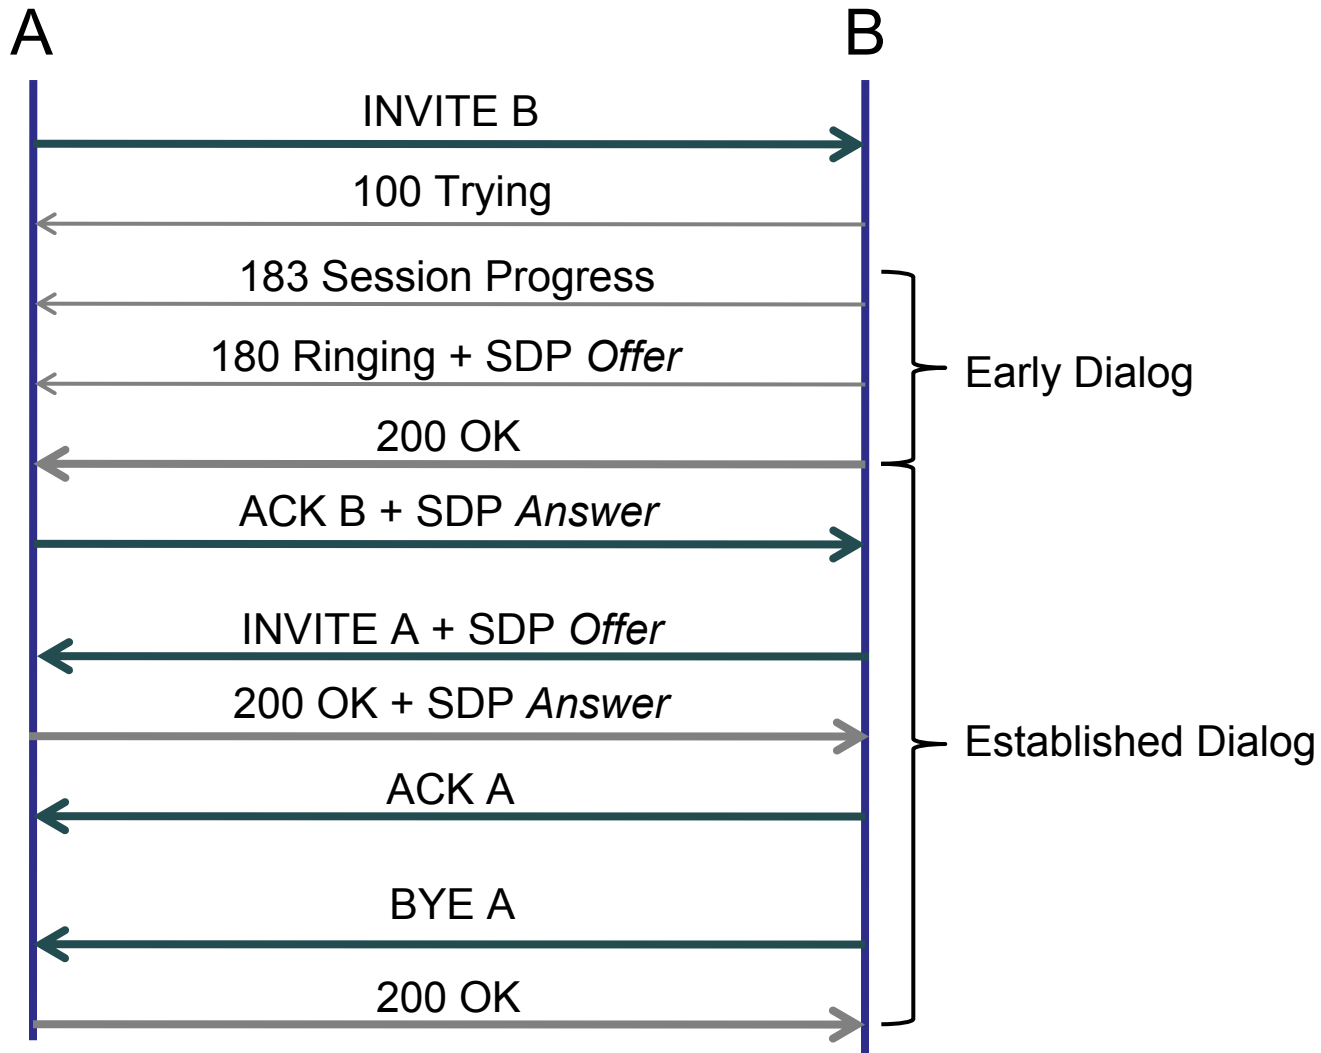 A
B
INVITE B
100 Trying
183 Session Progress
180 Ringing + SDP Offer
Early Dialog
200 OK
ACK B + SDP Answer
INVITE A + SDP Offer
200 OK + SDP Answer
Established Dialog
ACK A
BYE A
200 OK